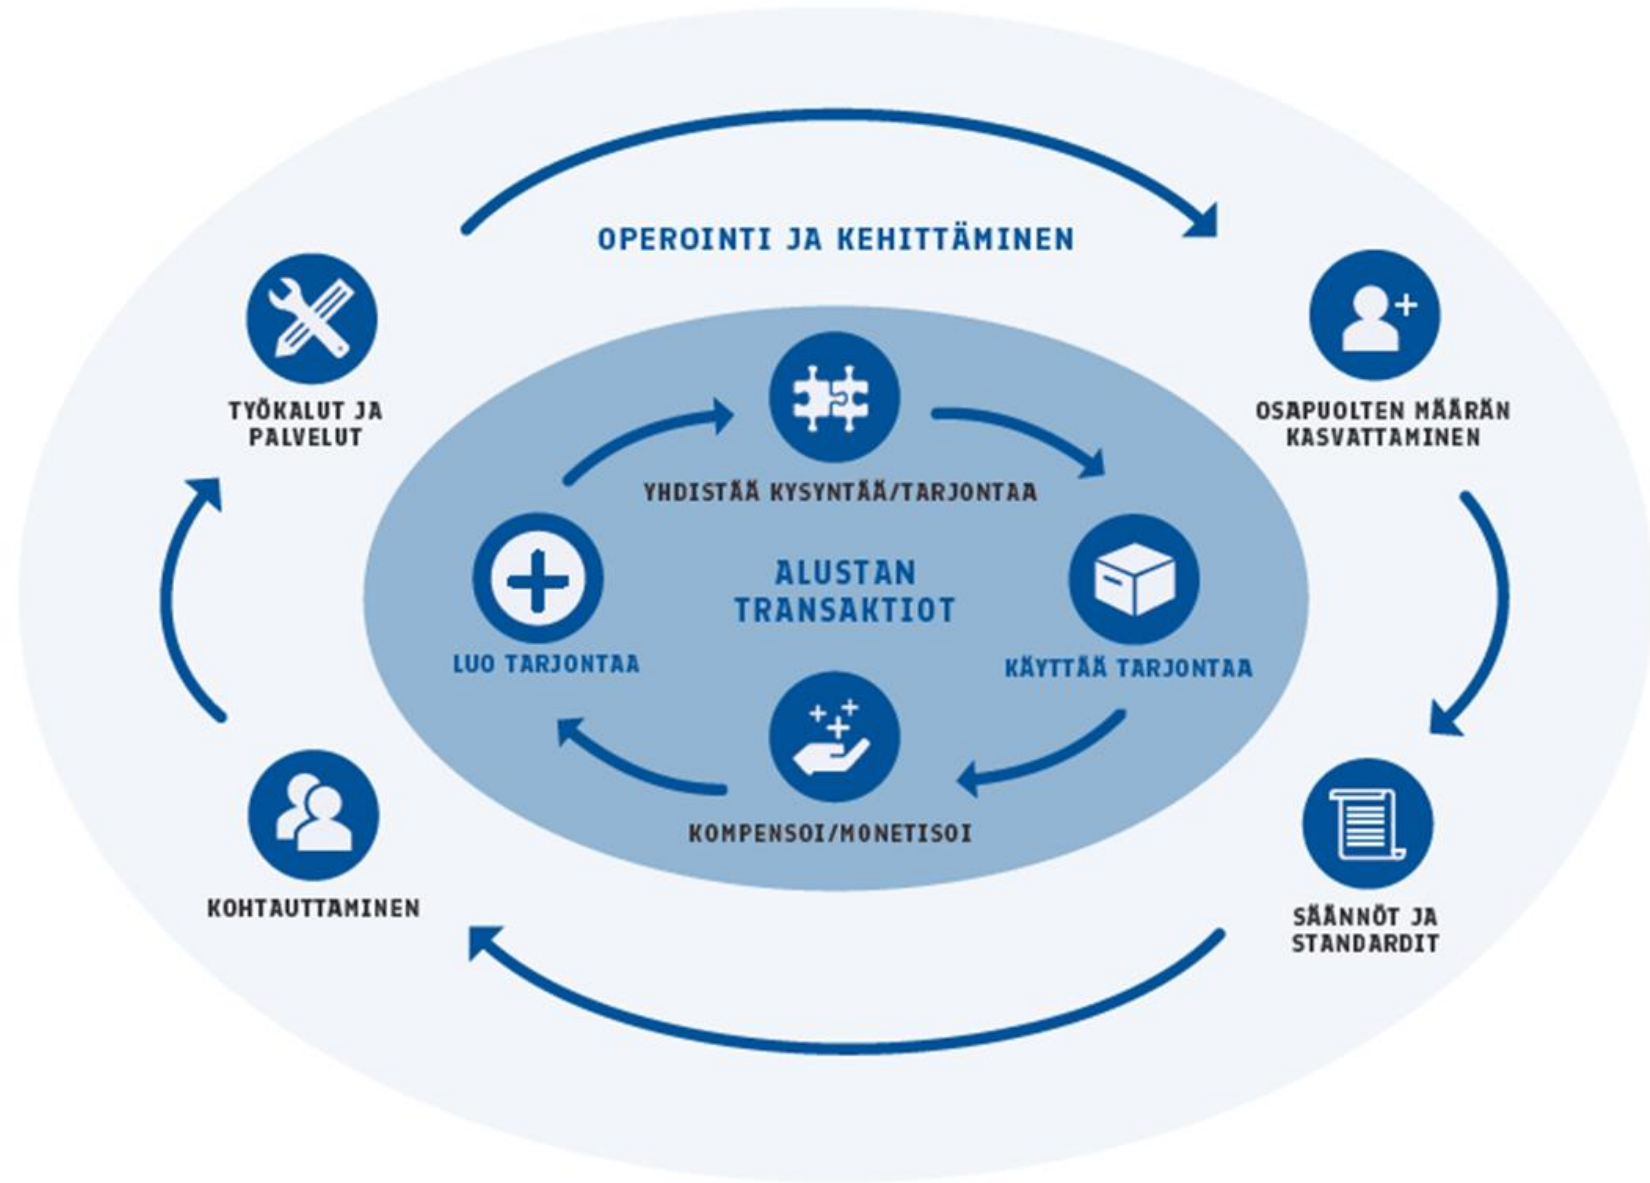 OPEROINTI JA KEHITTÄMINEN
TYÖKALUT JA
PALVELUT
OSAPUOLTEN MÄÄRÄN
KASVATTAMINEN
YHDISTÄÄ KYSYNTÄÄ/TARJONTAA
ALUSTAN
TRANSAKTIOT
LUO TARJONTAA
KÄYTTÄÄ TARJONTAA
KOMPENSOI/MONETISOI
KOHTAUTTAMINEN
SÄÄNNÖT JA
STANDARDIT